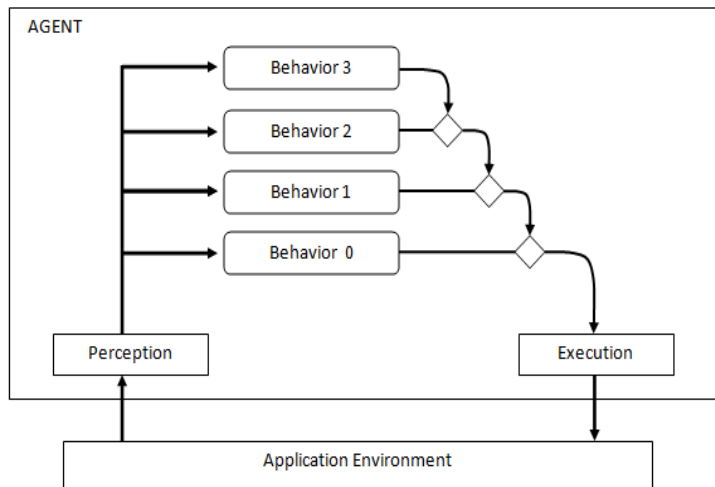 AGENT
Behavior 3
Behavior 2
Behavior 1
Behavior 0
Perception
Execution
Application Environment